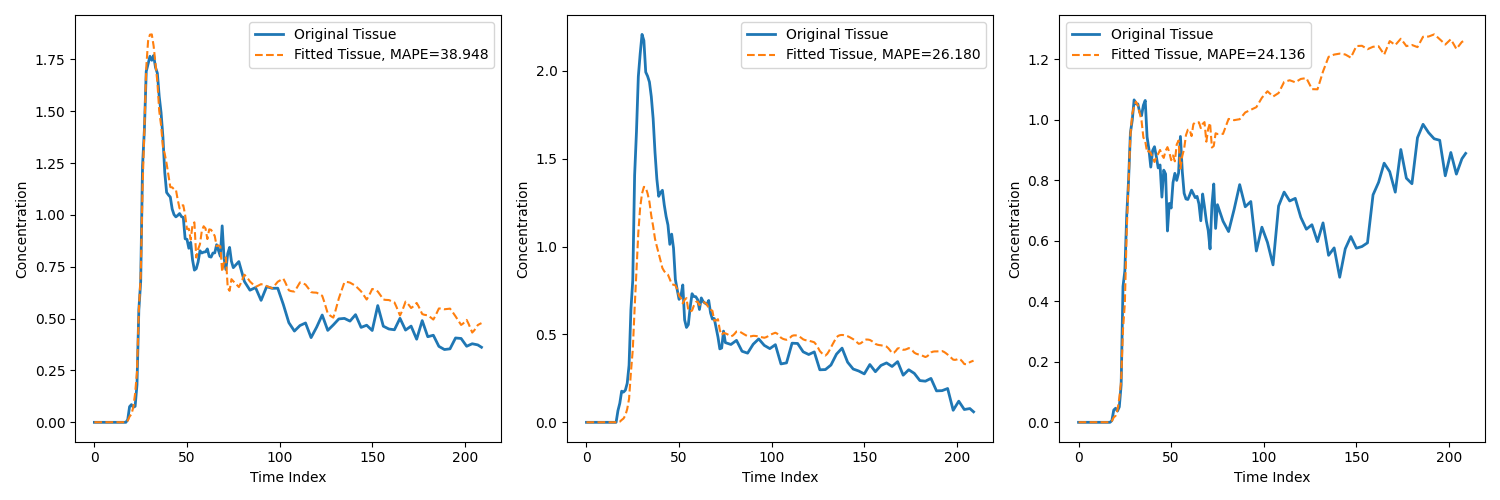 Original Tissue
Fitted Tissue, MAPE=38.948
Concentration
1.75
1.50
1.25
1.00
0.75
0.50
0.25
0.00
0 50 100 150 200
Time Index
Original Tissue
Fitted Tissue, MAPE=26.180
Concentration
2.0
1.5
1.0
0.5
0.0
0 50 100 150 200
Time Index
Original Tissue
Fitted Tissue, MAPE=24.136
Concentration
1.2
1.0
0.8
0.6
0.4
0.2
0.0
0 50 100 150 200
Time Index